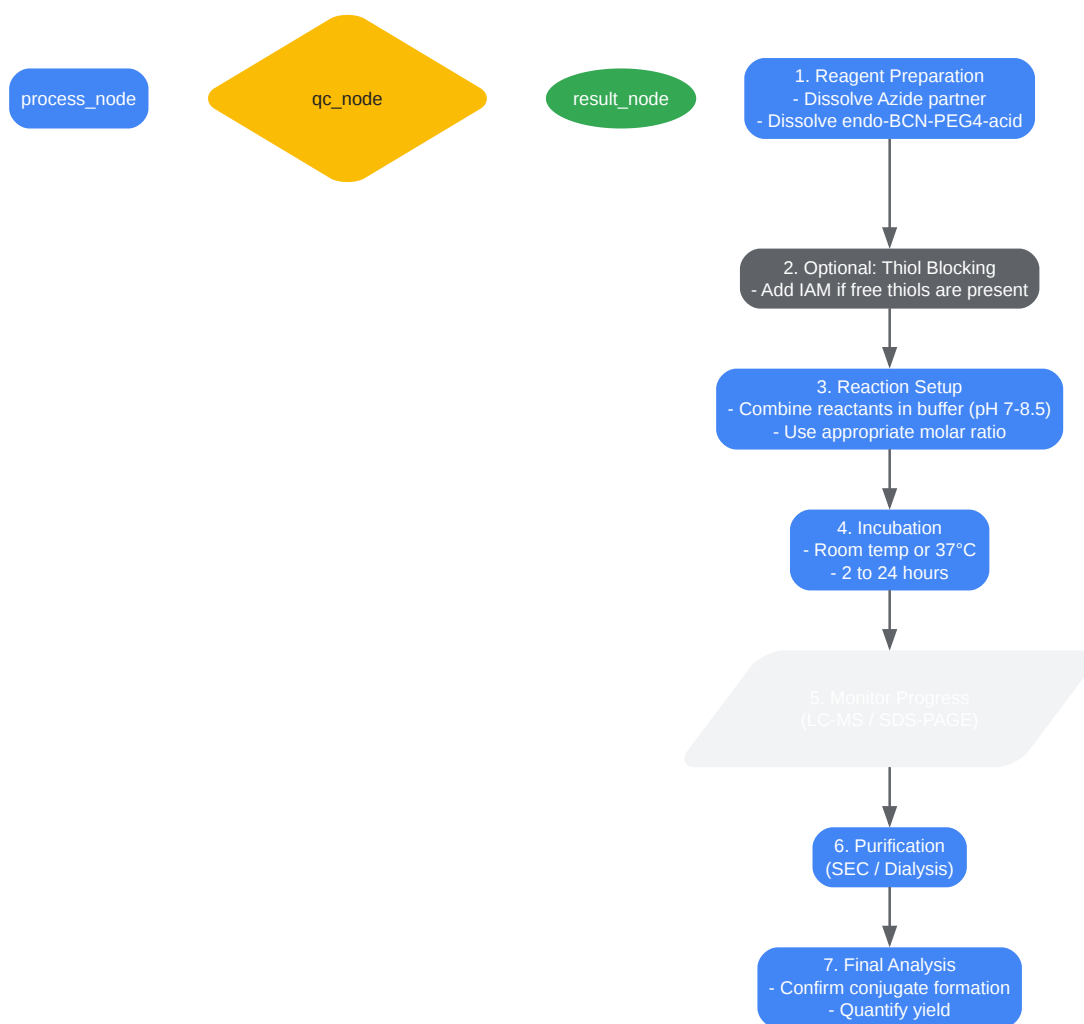 process_node
qc_node
result_node
1. Reagent Preparation
- Dissolve Azide partner
- Dissolve endo-BCN-PEG4-acid
2. Optional: Thiol Blocking
- Add IAM if free thiols are present
3. Reaction Setup
- Combine reactants in buffer (pH 7-8.5)
- Use appropriate molar ratio
4. Incubation
- Room temp or 37°C
- 2 to 24 hours
5. Monitor Progress
(LC-MS / SDS-PAGE)
6. Purification
(SEC / Dialysis)
7. Final Analysis
- Confirm conjugate formation
- Quantify yield